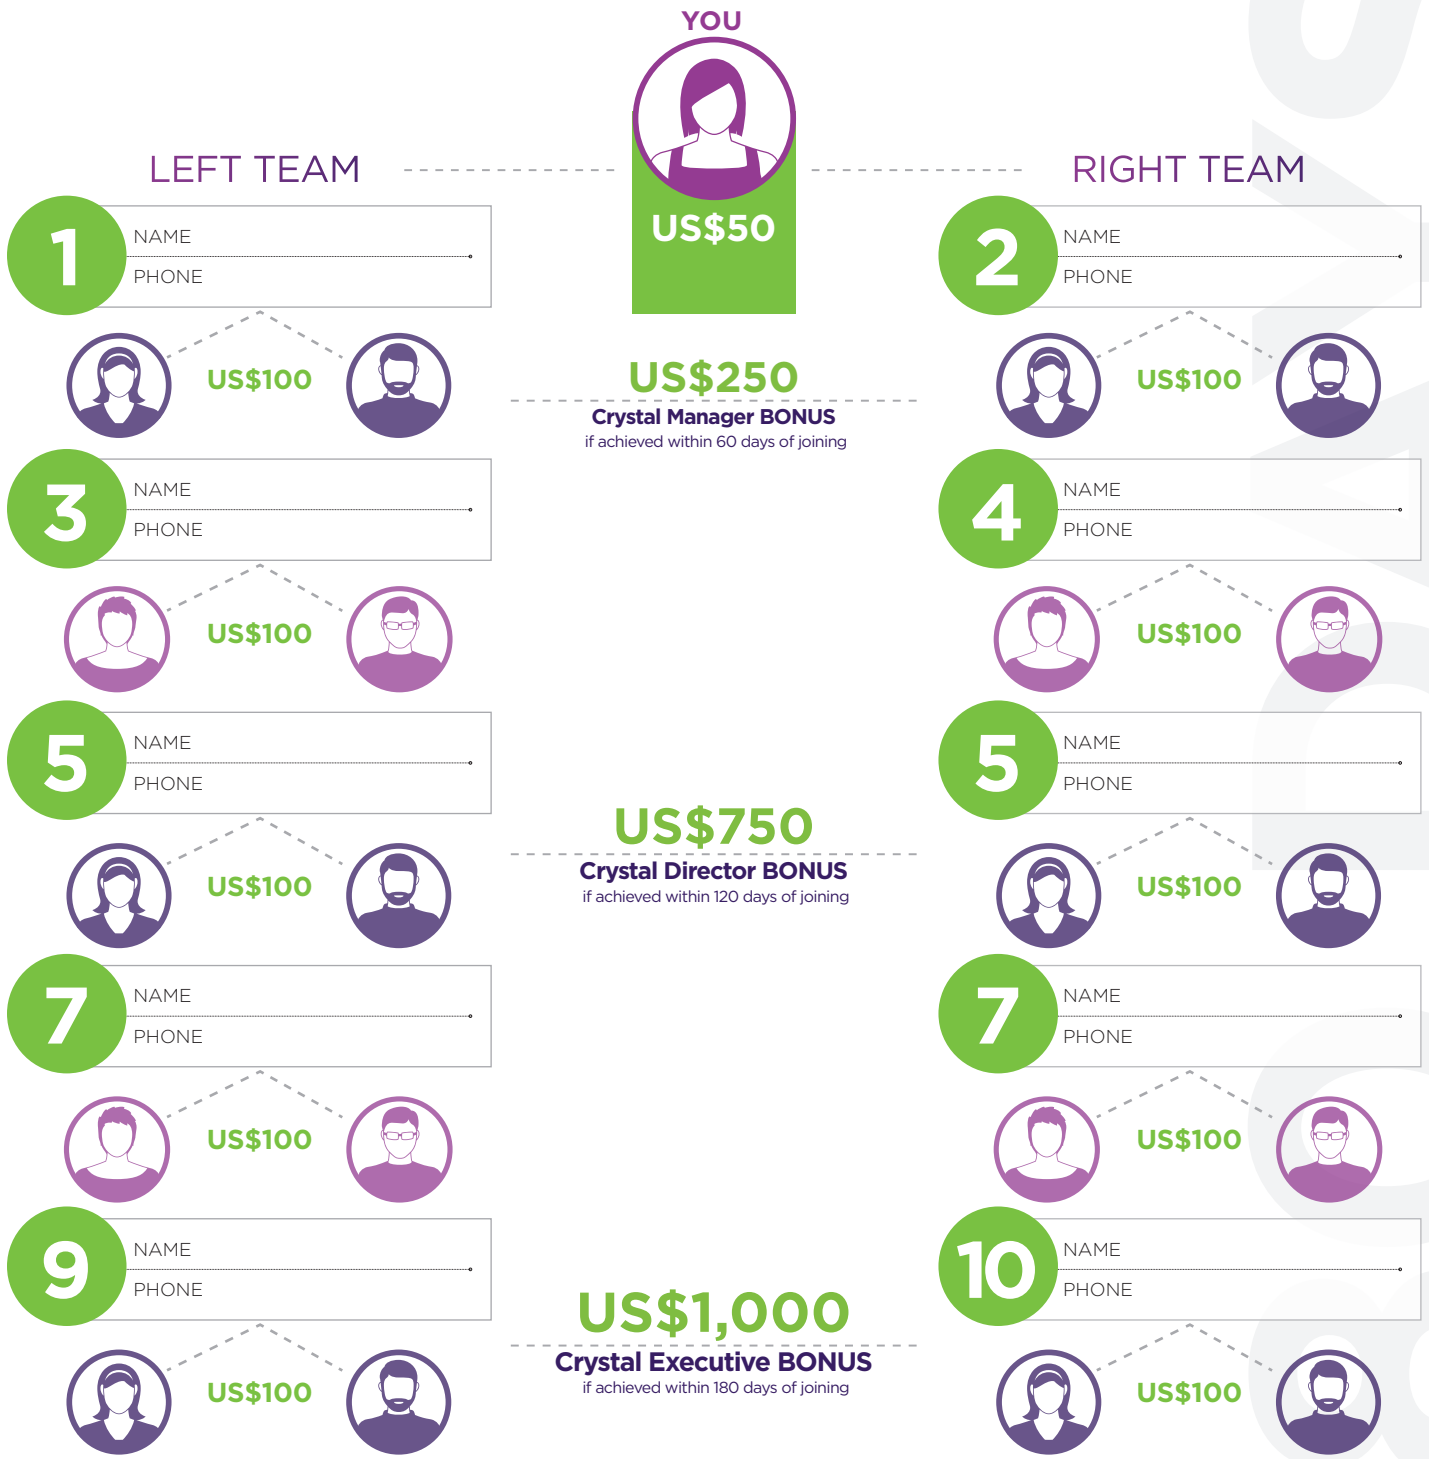 YOU
LEFT TEAM
RIGHT TEAM
US$50
1
NAME
PHONE
2
NAME
PHONE
US$100
US$250
Crystal Manager BONUS
if achieved within 60 days of joining
US$100
3
NAME
PHONE
4
NAME
PHONE
US$100
US$100
5
NAME
PHONE
5
NAME
PHONE
US$100
US$750
Crystal Director BONUS
if achieved within 120 days of joining
US$100
7
NAME
PHONE
7
NAME
PHONE
US$100
US$100
9
NAME
PHONE
10
NAME
PHONE
US$100
US$1,000
Crystal Executive BONUS
if achieved within 180 days of joining
US$100